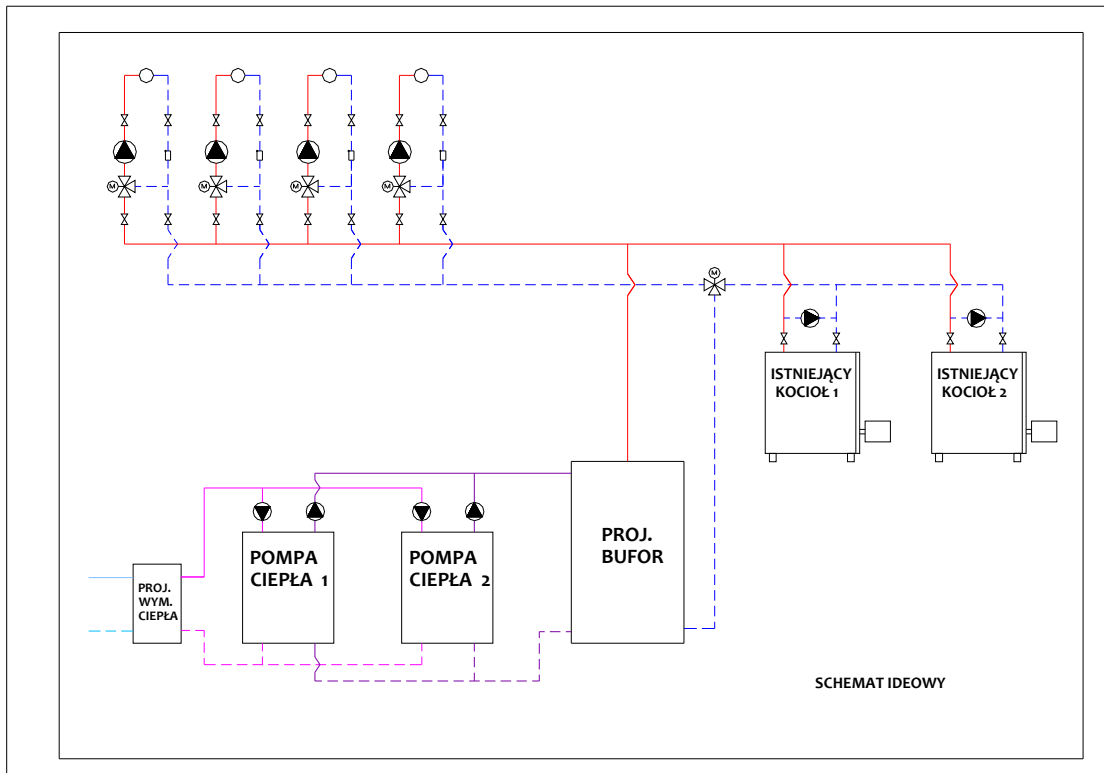 M
M
M
M
M
ISTNIEJĄCY
KOCIOŁ 1
ISTNIEJĄCY
KOCIOŁ 2
PROJ.
BUFOR
POMPA
CIEPŁA 1
POMPA
CIEPŁA 2
PROJ.
WYM.
CIEPŁA
SCHEMAT IDEOWY